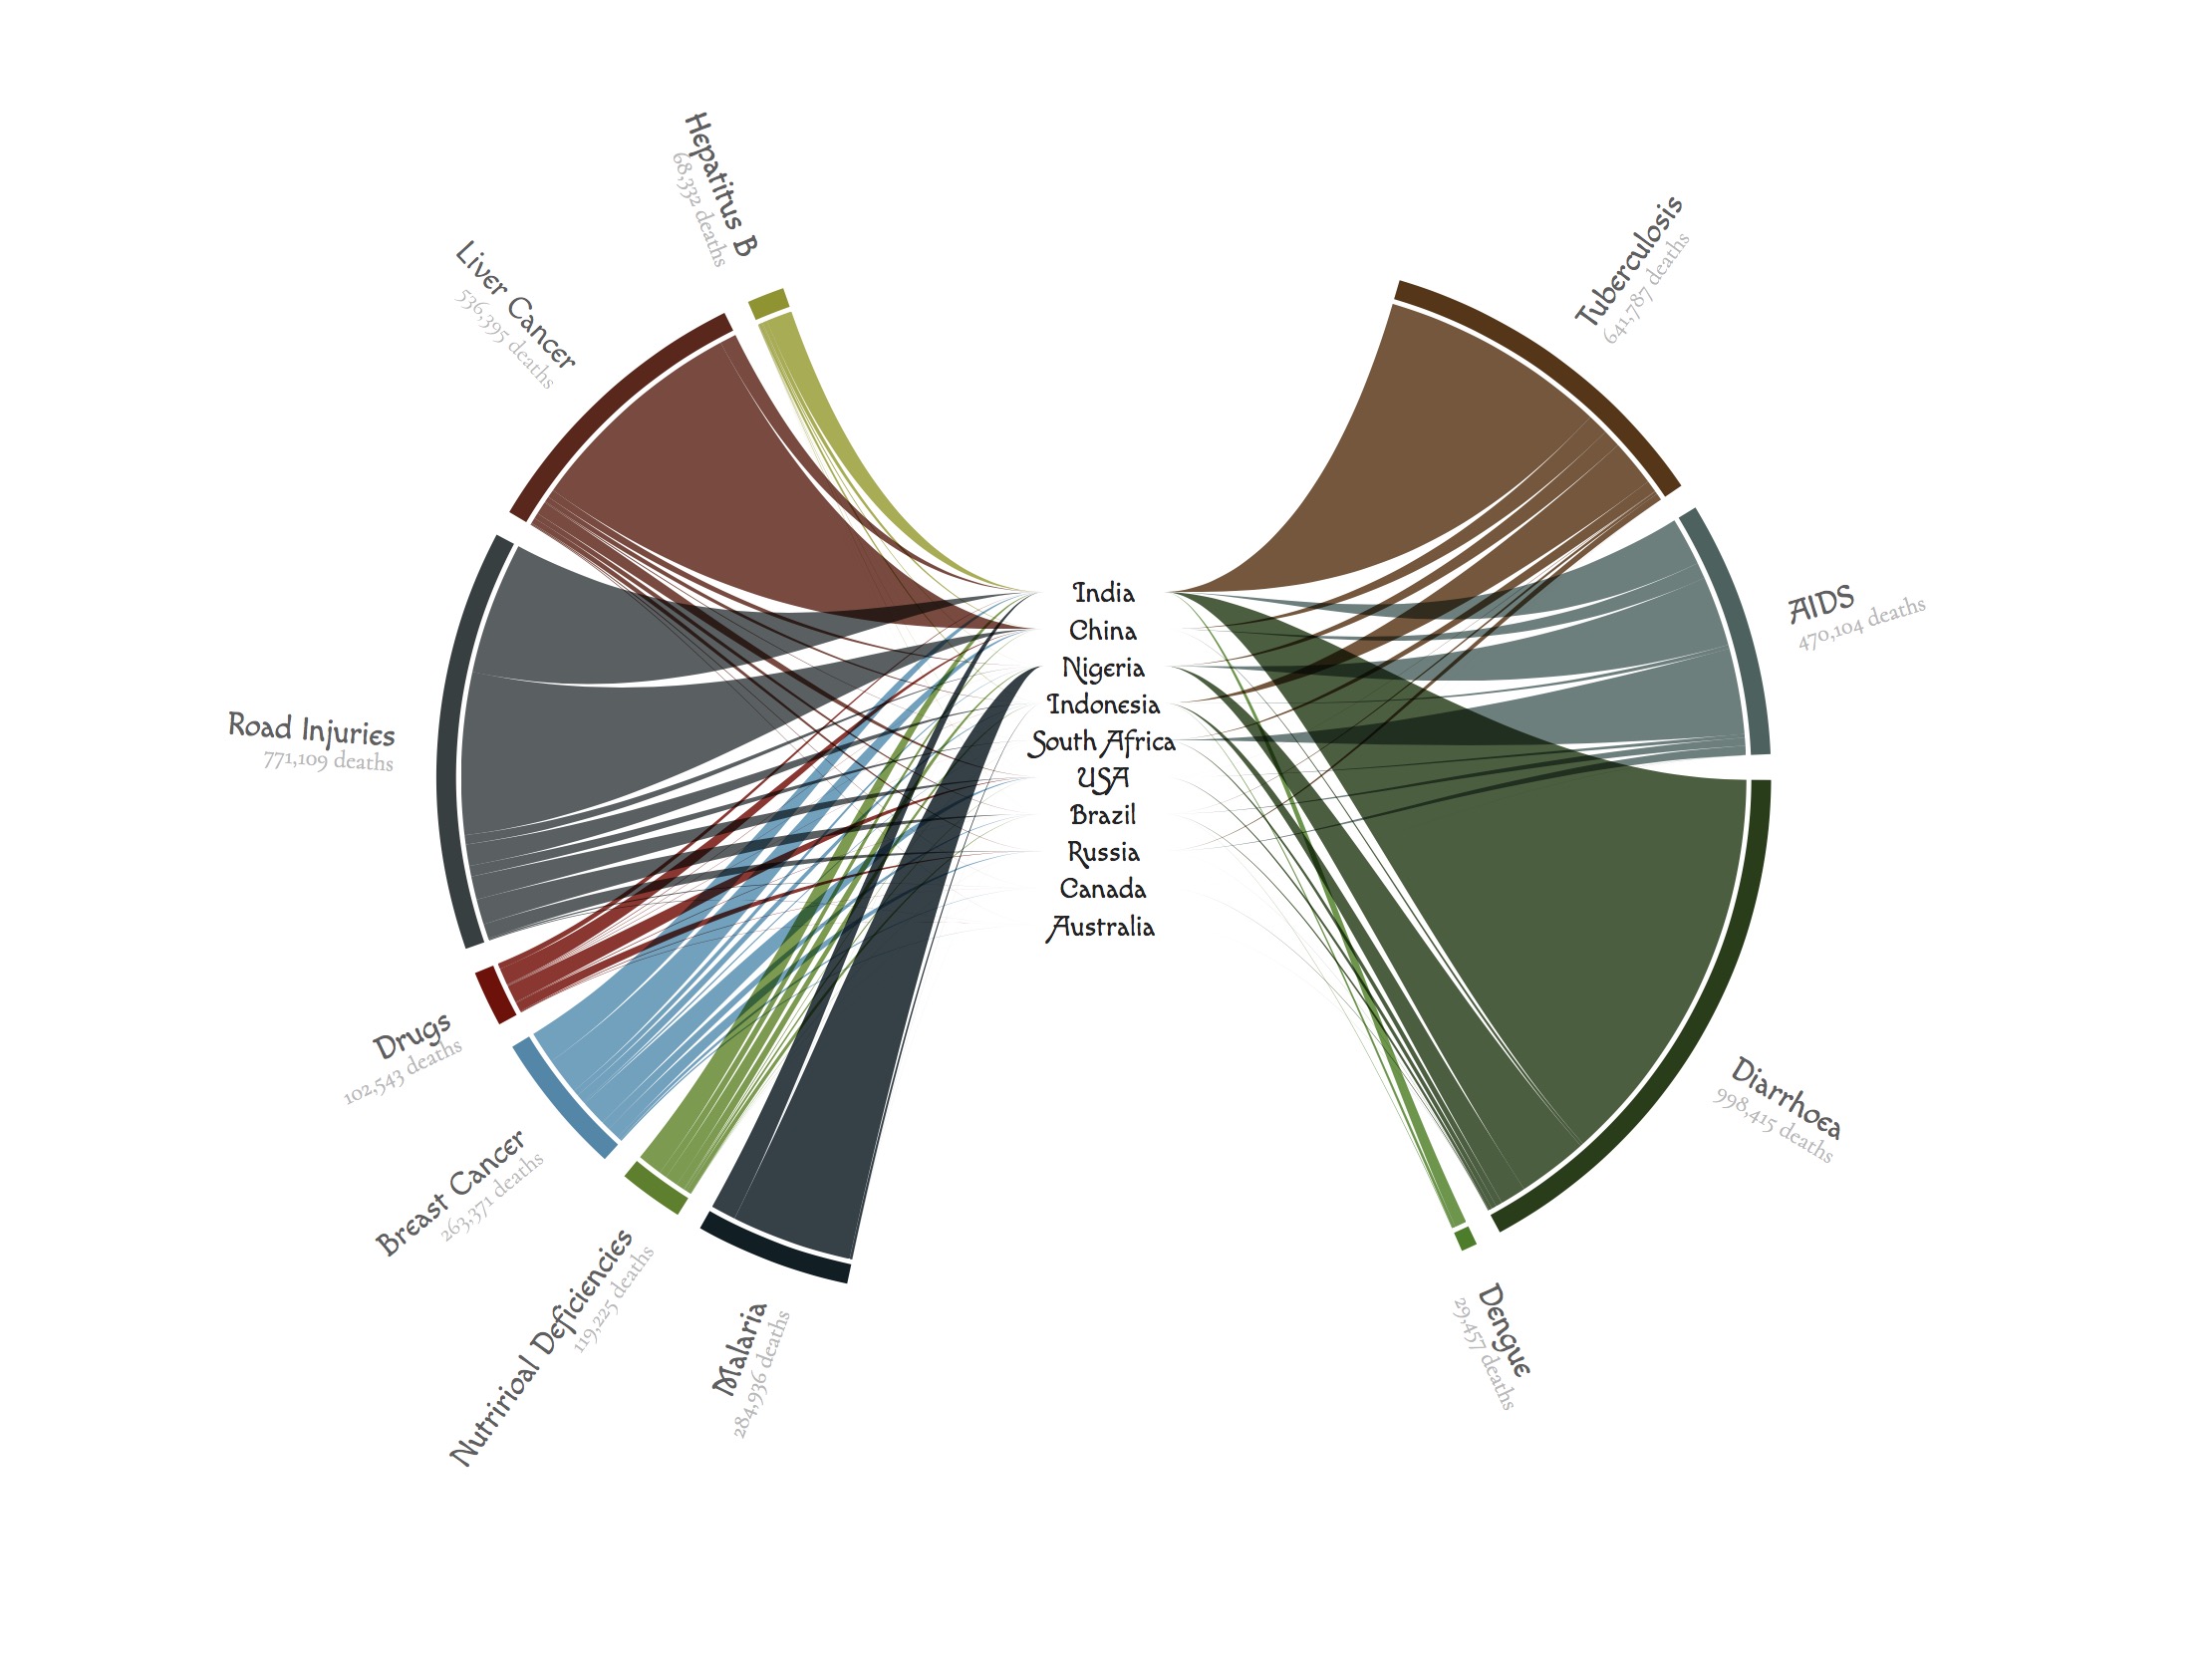 Hepatitus B
68,332 deaths
Liver Cancer
536,395 deaths
Road Injuries
771,109 deaths
Drugs
102,543 deaths
Breast Cancer
263,371 deaths
Nutririoal Deficiencies
119,225 deaths
Malaria
284,936 deaths
India
China
Nigeria
Indonesia
South Africa
USA
Brazil
Russia
Canada
Australia
Tuberculosis
641,787 deaths
AIDS
470,104 deaths
Diarrhoea
998,415 deaths
Dengue
29,457 deaths